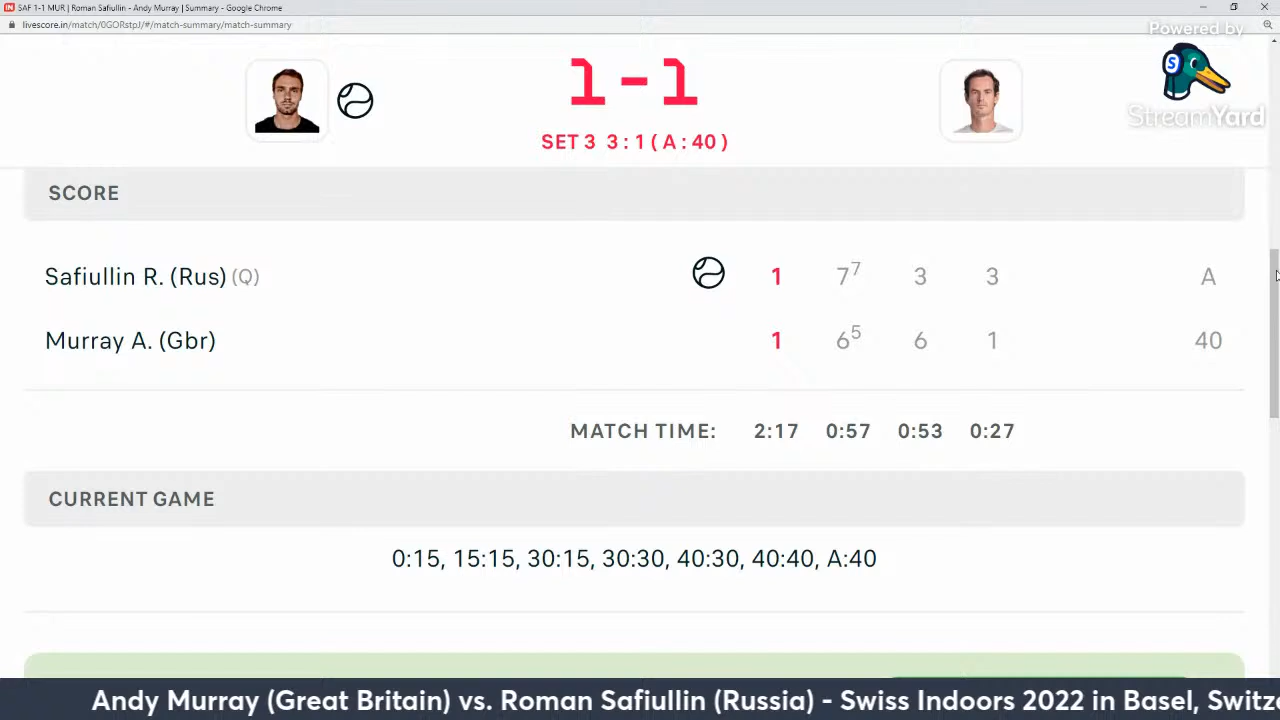 SAF 1-1 MUR | Roman Safiullin - Andy Murray | Summary - Google Chrome
livescore.in/match/0GORstpJ/#/match-summary/match-summary
Powered by
StreamYard
1 - 1
SET 3 3 : 1 ( A : 40 )
SCORE
Safiullin R. (Rus) (Q) 1 7⁷ 3 3 A
Murray A. (Gbr) 1 6⁵ 6 1 40
MATCH TIME: 2:17 0:57 0:53 0:27
CURRENT GAME
0:15, 15:15, 30:15, 30:30, 40:30, 40:40, A:40
Andy Murray (Great Britain) vs. Roman Safiullin (Russia) - Swiss Indoors 2022 in Basel, Switz